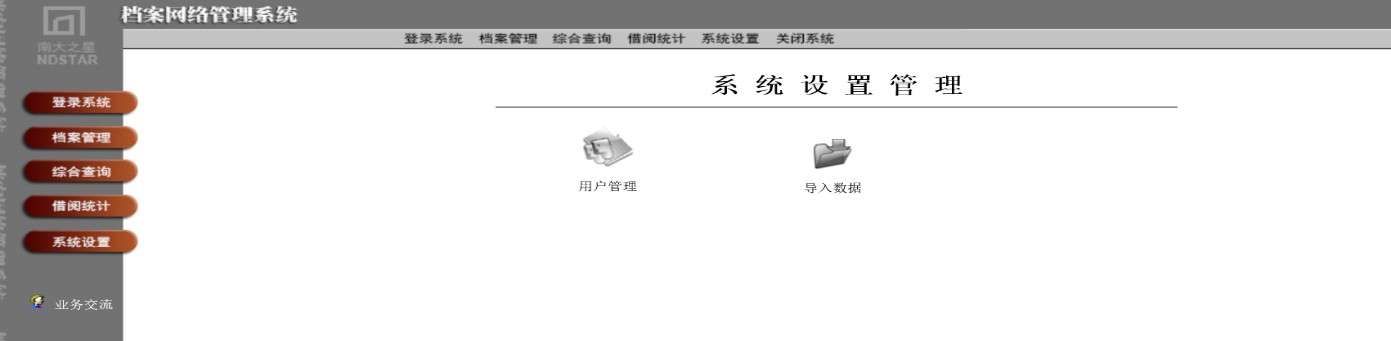 档案网络管理系统
南大之星
NDSTAR
登录系统 档案管理 综合查询 借阅统计 系统设置 关闭系统
登录系统
档案管理
综合查询
借阅统计
系统设置
业务交流
系统设置管理
用户管理
导入数据